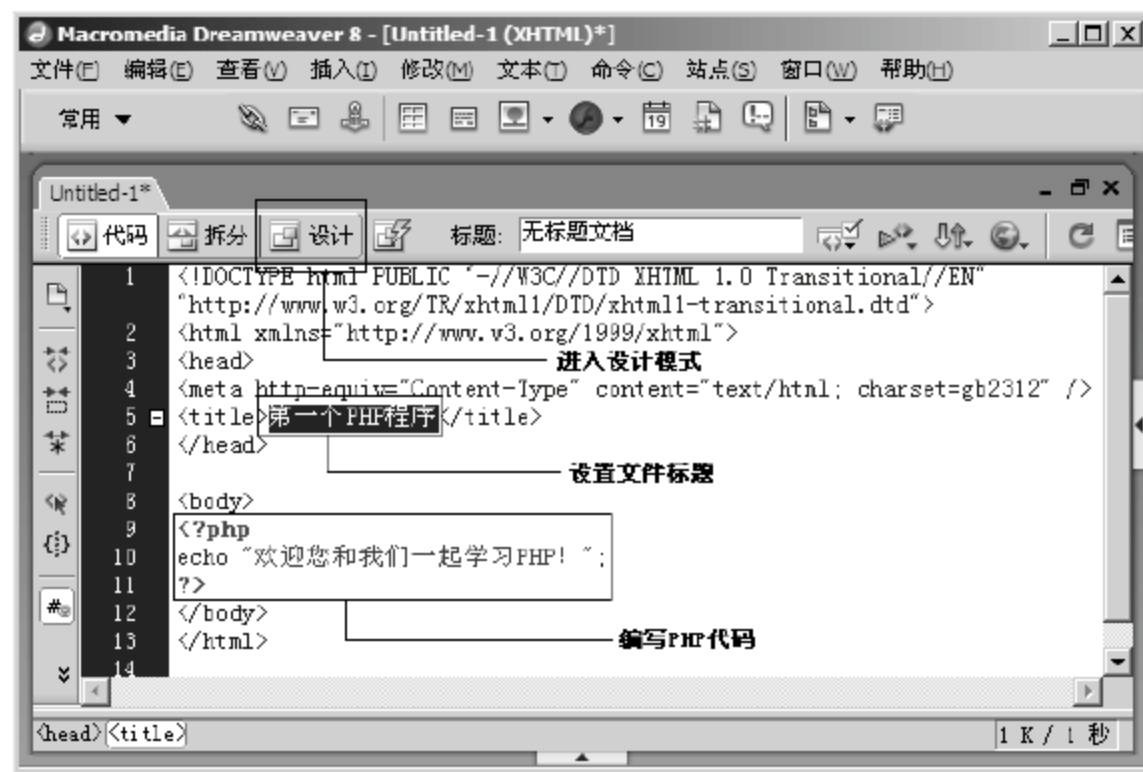 Macromedia Dreamweaver 8 - [Untitled-1 (XHTML)*]
文件(F) 编辑(E) 查看(V) 插入(I) 修改(M) 文本(T) 命令(C) 站点(S) 窗口(W) 帮助(H)
常用
19
Untitled-1*
代码 拆分 设计 标题: 无标题文档
1 <!DOCTYPE html PUBLIC "-//W3C//DTD XHTML 1.0 Transitional//EN"
"http://www.w3.org/TR/xhtml1/DTD/xhtml1-transitional.dtd">
2 <html xmlns="http://www.w3.org/1999/xhtml">
3 <head> 进入设计模式
4 <meta http-equiv="Content-Type" content="text/html; charset=gb2312" />
5 <title>第一个PHP程序</title>
6 </head>
7 设置文件标题
8 <body>
9 <?php
10 echo "欢迎您和我们一起学习PHP! ";
11 ?>
12 </body>
13 </html> 编写PHP代码
14
<head> <title> 1 K / 1 秒